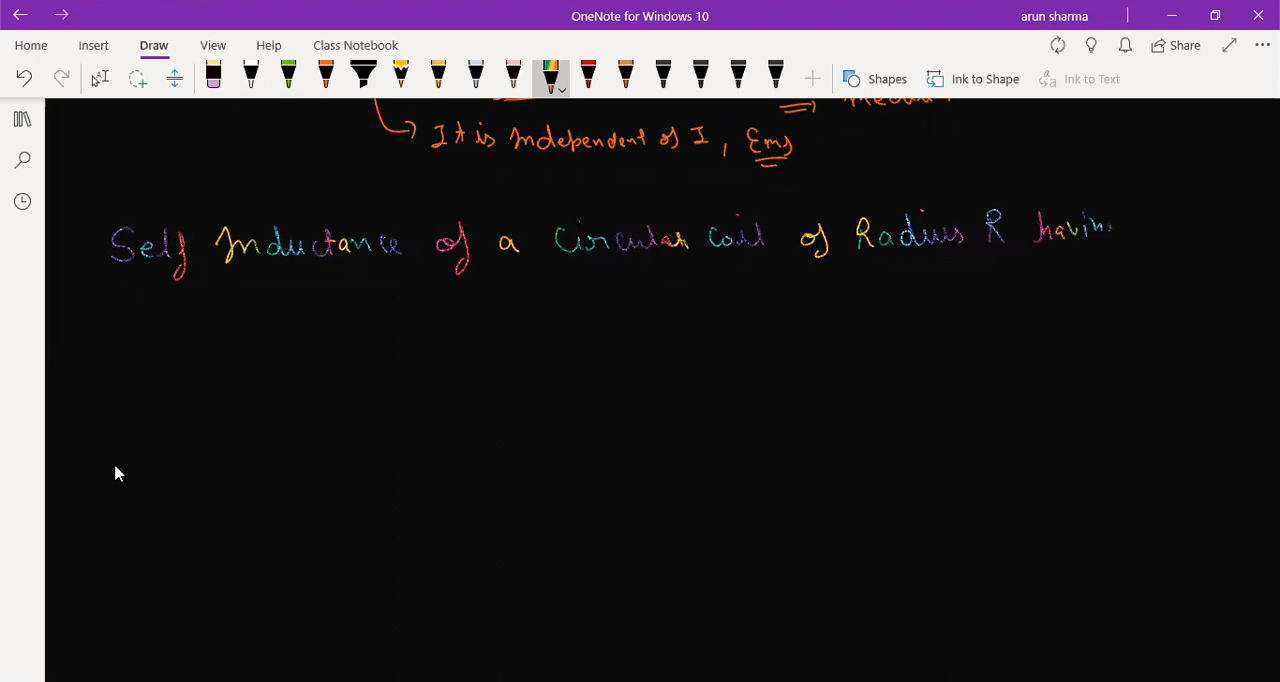 OneNote for Windows 10
arun sharma
Home Insert Draw View Help Class Notebook
Share
Shapes Ink to Shape Ink to Text
It is Independent of I, Emf
Self Inductance of a Circular Coil of Radius R havin